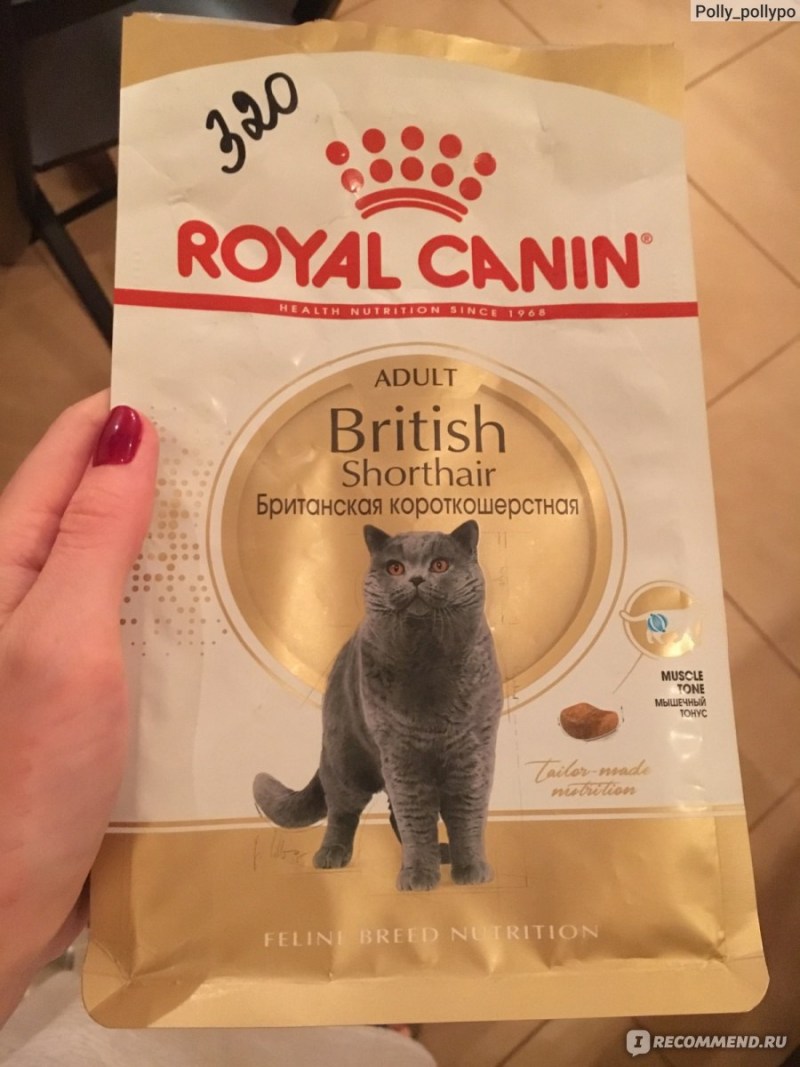 Polly_pollypo
320
ROYAL CANIN®
HEALTH NUTRITION SINCE 1968
ADULT
British
Shorthair
Британская короткошерстная
MUSCLE
TONE
МЫШЕЧНЫЙ
ТОНУС
Tailor-made
nutrition
FELINE BREED NUTRITION
IRECOMMEND.RU